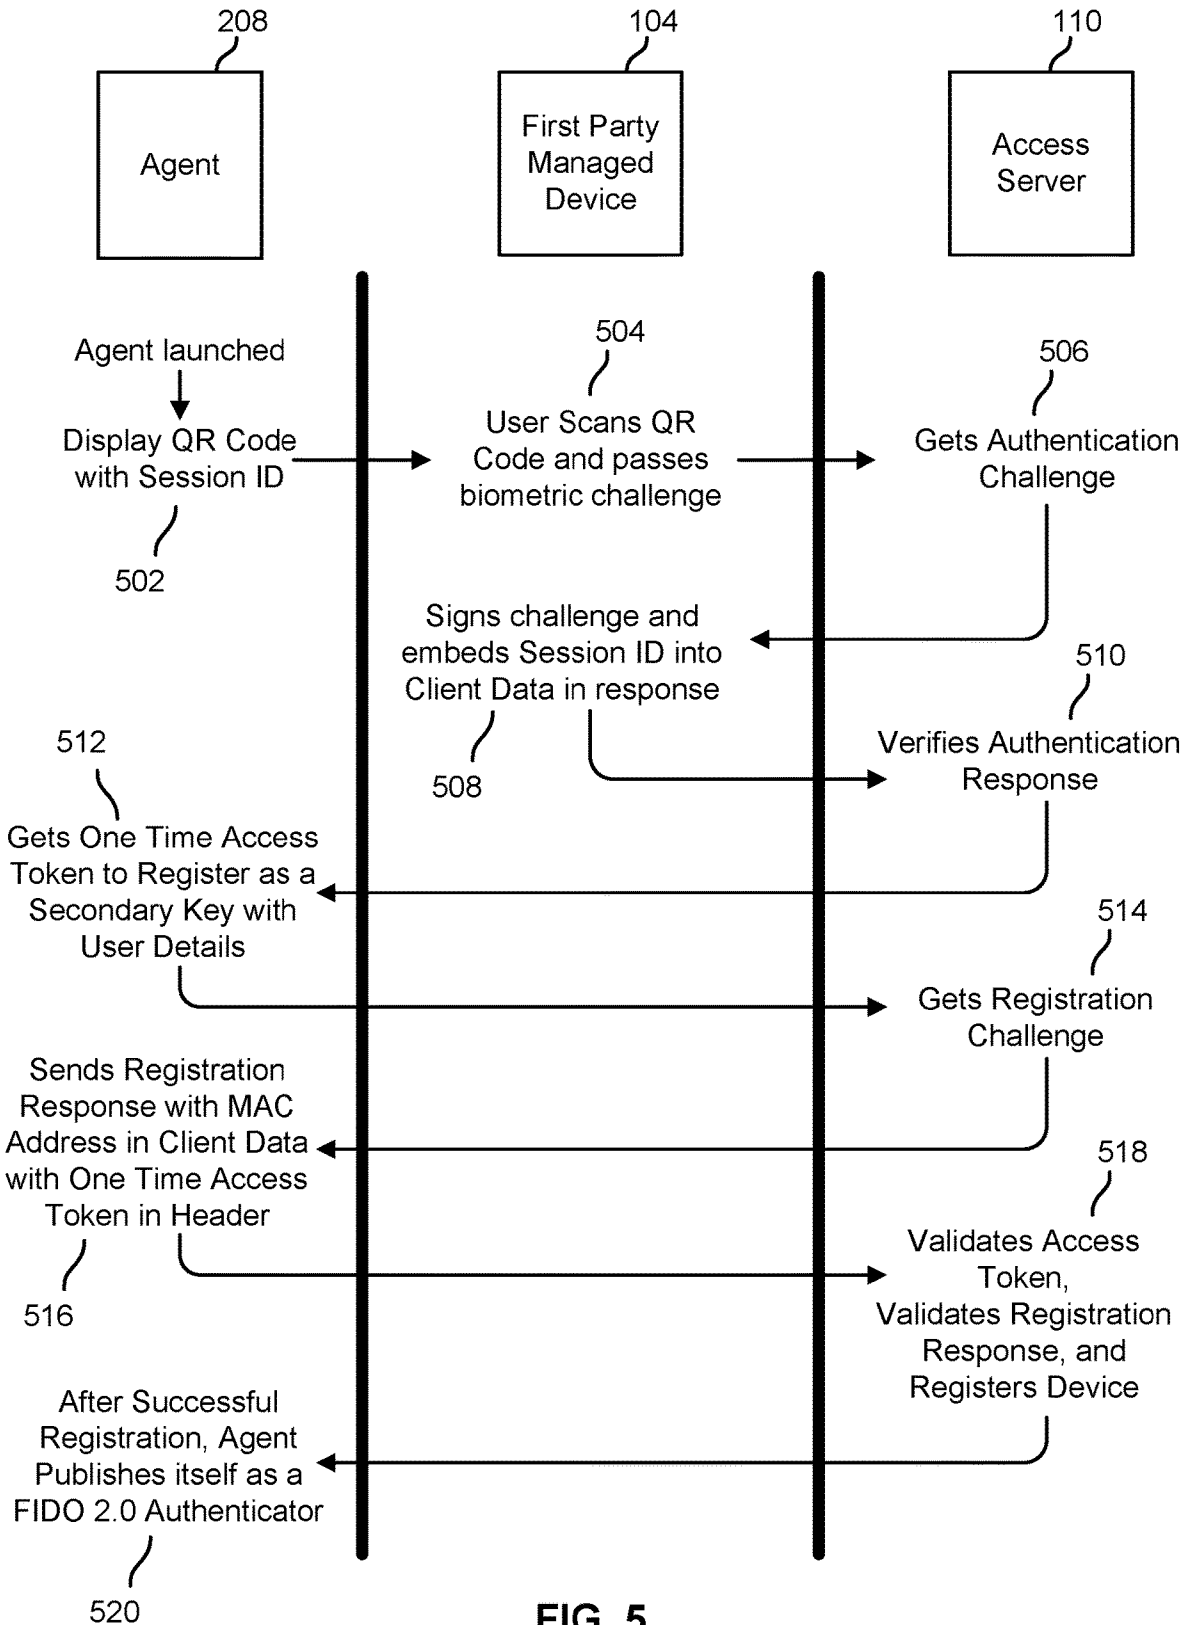 208
104
110
Agent
First Party
Managed
Device
Access
Server
Agent launched
504
506
Display QR Code
with Session ID
User Scans QR
Code and passes
biometric challenge
Gets Authentication
Challenge
502
Signs challenge and
embeds Session ID into
Client Data in response
508
510
Verifies Authentication
Response
512
Gets One Time Access
Token to Register as a
Secondary Key with
User Details
514
Gets Registration
Challenge
Sends Registration
Response with MAC
Address in Client Data
with One Time Access
Token in Header
516
518
Validates Access
Token,
Validates Registration
Response, and
Registers Device
After Successful
Registration, Agent
Publishes itself as a
FIDO 2.0 Authenticator
520
FIG. 5